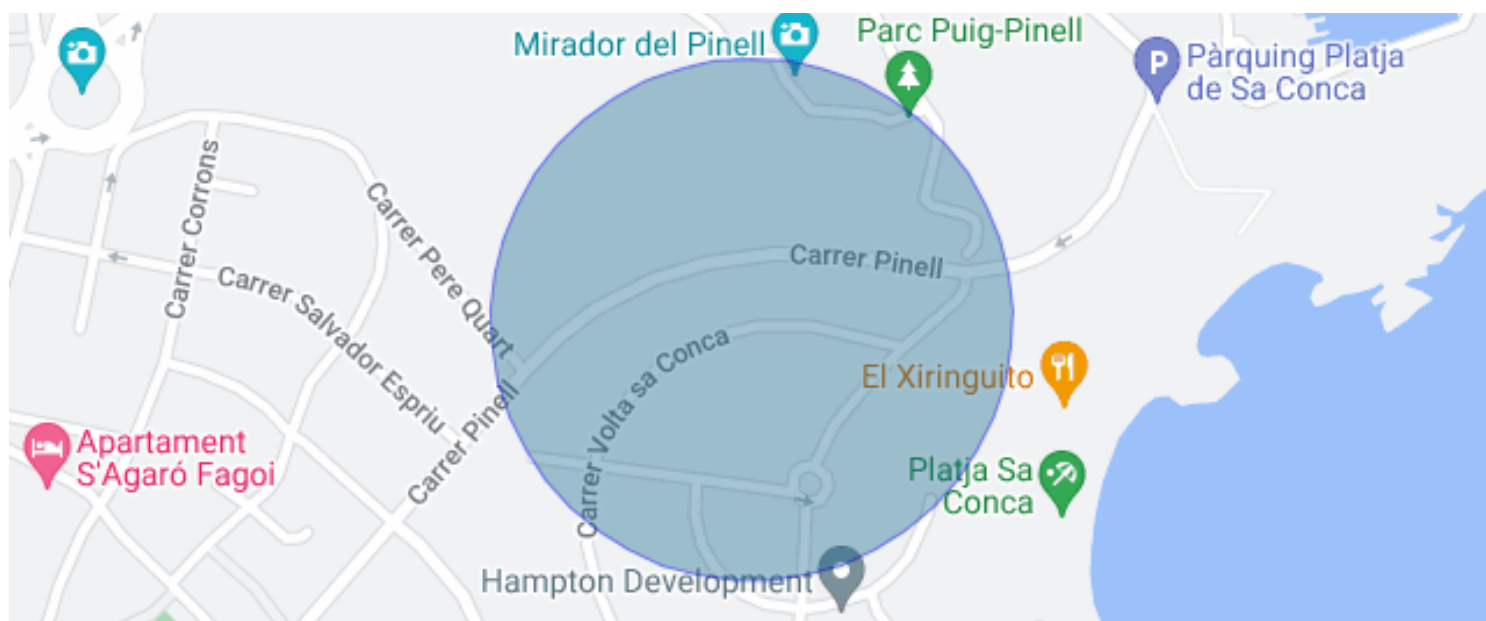 Mirador del Pinell
Parc Puig-Pinell
Pàrquing Platja
de Sa Conca
Carrer Corrons
Carrer Pere Quart
Carrer Salvador Espriu
Carrer Pinell
Carrer Volta sa Conca
Carrer Pinell
El Xiringuito
Apartament
S'Agaró Fagoi
Platja Sa
Conca
Hampton Development
P